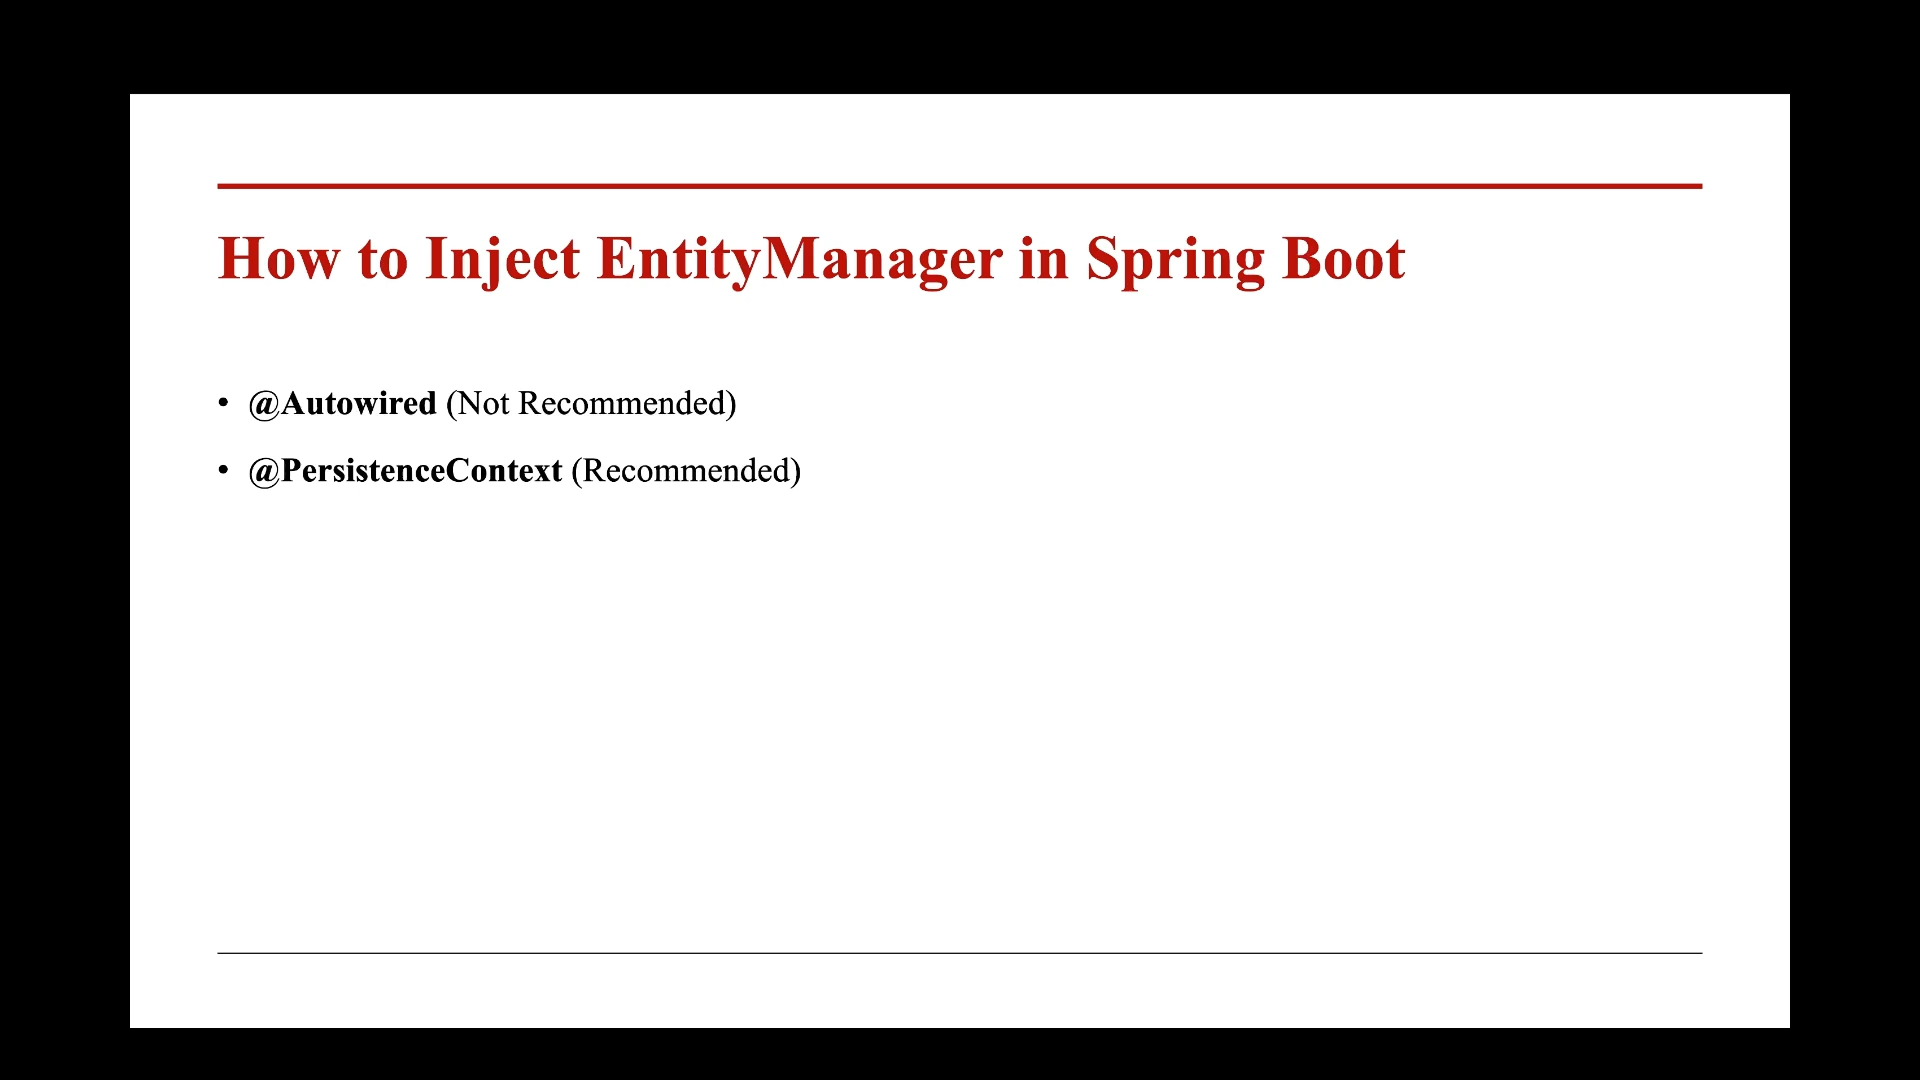 How to Inject EntityManager in Spring Boot
• @Autowired (Not Recommended)
• @PersistenceContext (Recommended)